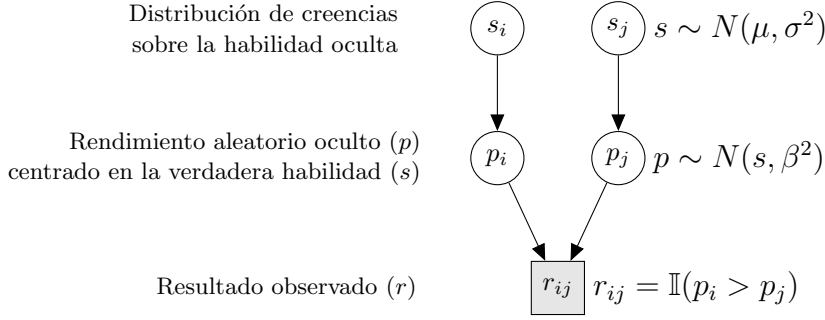 Distribución de creencias
sobre la habilidad oculta
s_i s_j s ∼ N(μ, σ²)
Rendimiento aleatorio oculto (p)
centrado en la verdadera habilidad (s)
p_i p_j p ∼ N(s, β²)
Resultado observado (r)
r_ij r_ij = 𝕀(p_i > p_j)